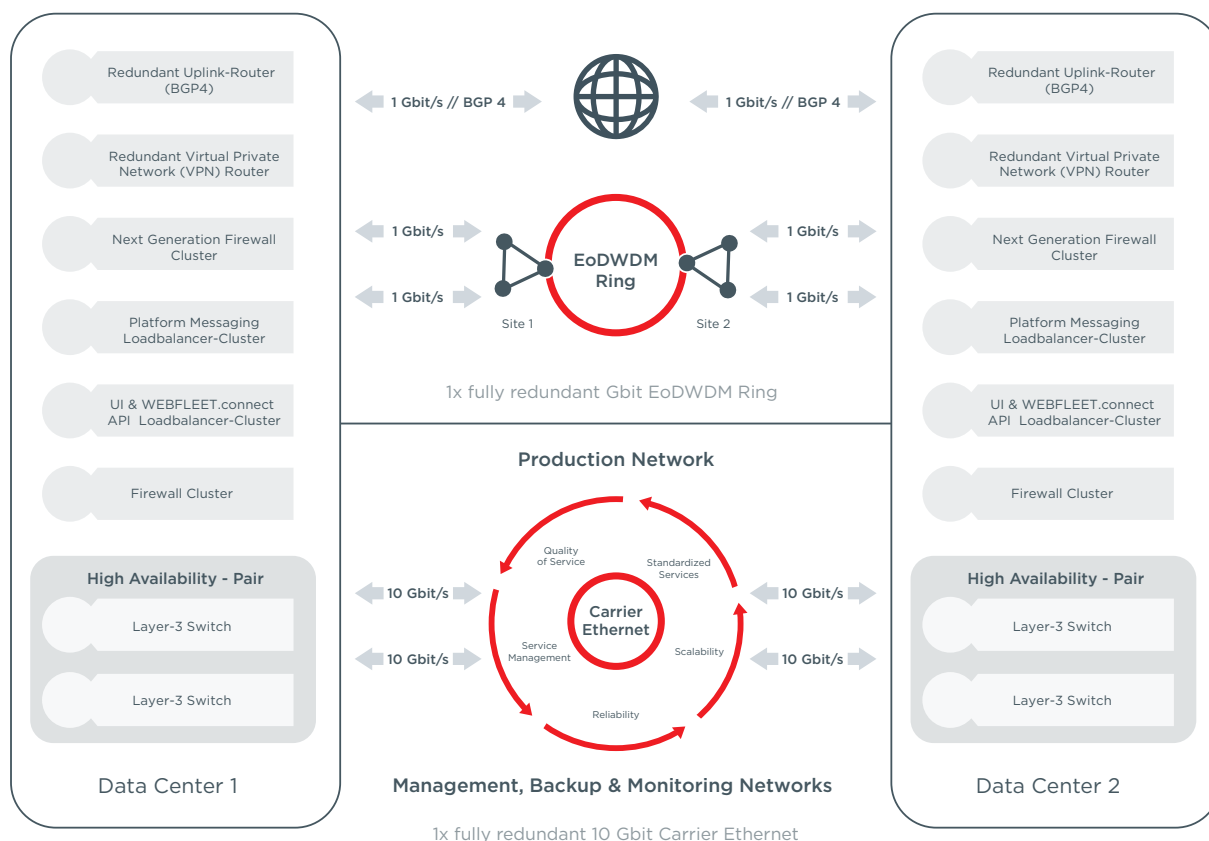 Redundant Uplink-Router
(BGP4)
Redundant Virtual Private
Network (VPN) Router
Next Generation Firewall
Cluster
Platform Messaging
Loadbalancer-Cluster
UI & WEBFLEET.connect
API Loadbalancer-Cluster
Firewall Cluster
High Availability - Pair
Layer-3 Switch
Layer-3 Switch
Data Center 1
1 Gbit/s // BGP 4
1 Gbit/s // BGP 4
1 Gbit/s
1 Gbit/s
EoDWDM
Ring
1 Gbit/s
1 Gbit/s
Site 1
Site 2
1x fully redundant Gbit EoDWDM Ring
Production Network
Quality
of Service
Standardized
Services
10 Gbit/s
10 Gbit/s
Carrier
Ethernet
Service
Management
Scalability
10 Gbit/s
10 Gbit/s
Reliability
Management, Backup & Monitoring Networks
1x fully redundant 10 Gbit Carrier Ethernet
Redundant Uplink-Router
(BGP4)
Redundant Virtual Private
Network (VPN) Router
Next Generation Firewall
Cluster
Platform Messaging
Loadbalancer-Cluster
UI & WEBFLEET.connect
API Loadbalancer-Cluster
Firewall Cluster
High Availability - Pair
Layer-3 Switch
Layer-3 Switch
Data Center 2